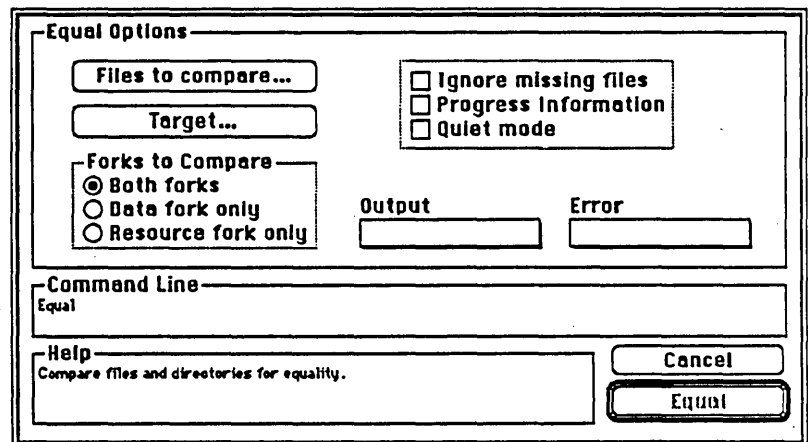 Equal Options
Files to compare...
Target...
Ignore missing files
Progress Information
Quiet mode
Forks to Compare
Both forks
Data fork only
Resource fork only
Output
Error
Command Line
Equal
Help
Compare files and directories for equality.
Cancel
Equal